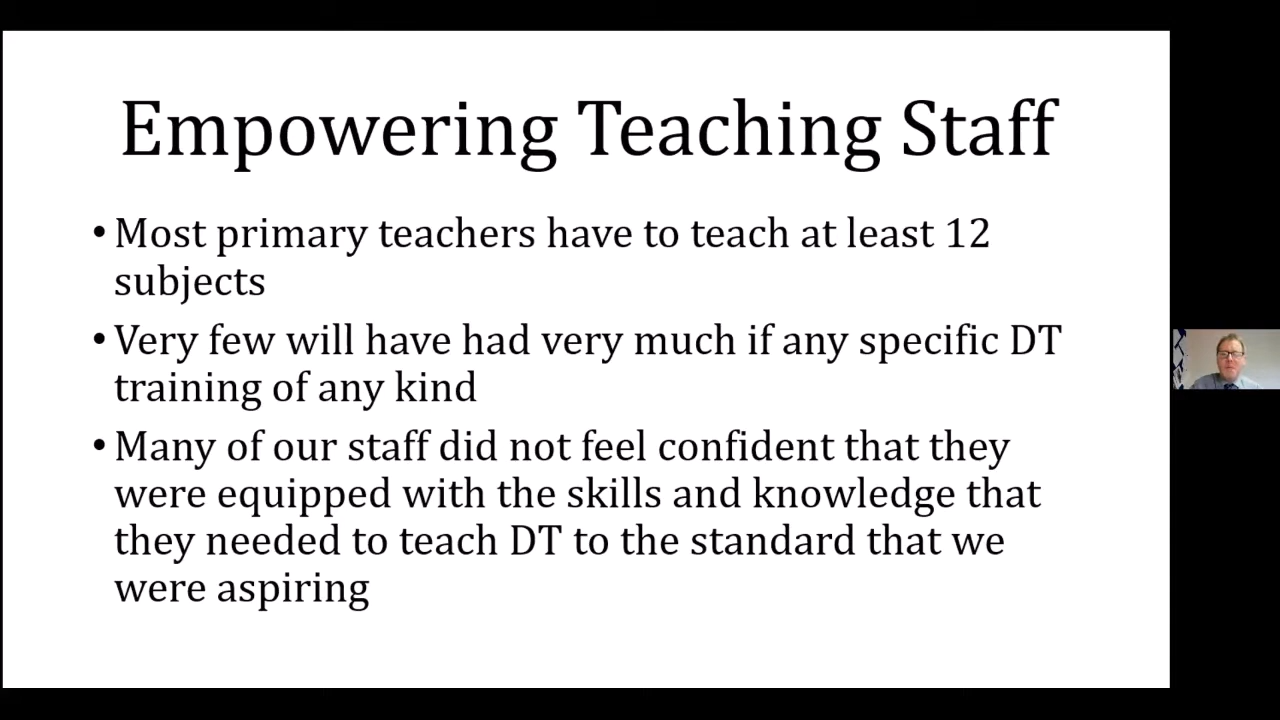 Empowering Teaching Staff
• Most primary teachers have to teach at least 12
subjects
• Very few will have had very much if any specific DT
training of any kind
• Many of our staff did not feel confident that they
were equipped with the skills and knowledge that
they needed to teach DT to the standard that we
were aspiring